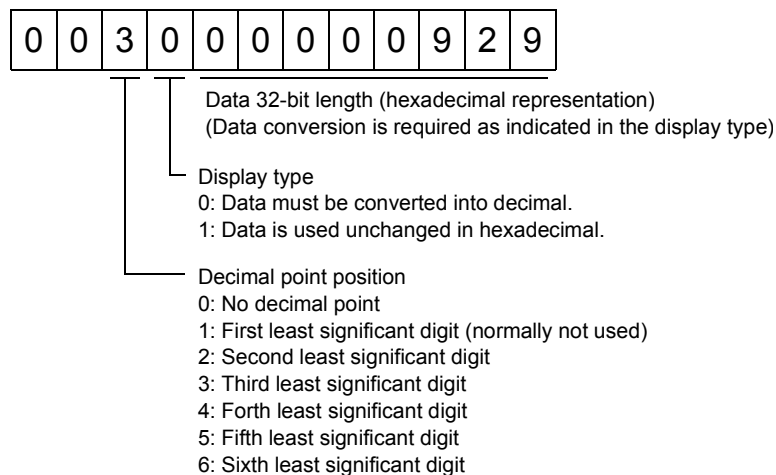 0 0 3 0 0 0 0 0 0 9 2 9
Data 32-bit length (hexadecimal representation)
(Data conversion is required as indicated in the display type)
Display type
0: Data must be converted into decimal.
1: Data is used unchanged in hexadecimal.
Decimal point position
0: No decimal point
1: First least significant digit (normally not used)
2: Second least significant digit
3: Third least significant digit
4: Forth least significant digit
5: Fifth least significant digit
6: Sixth least significant digit